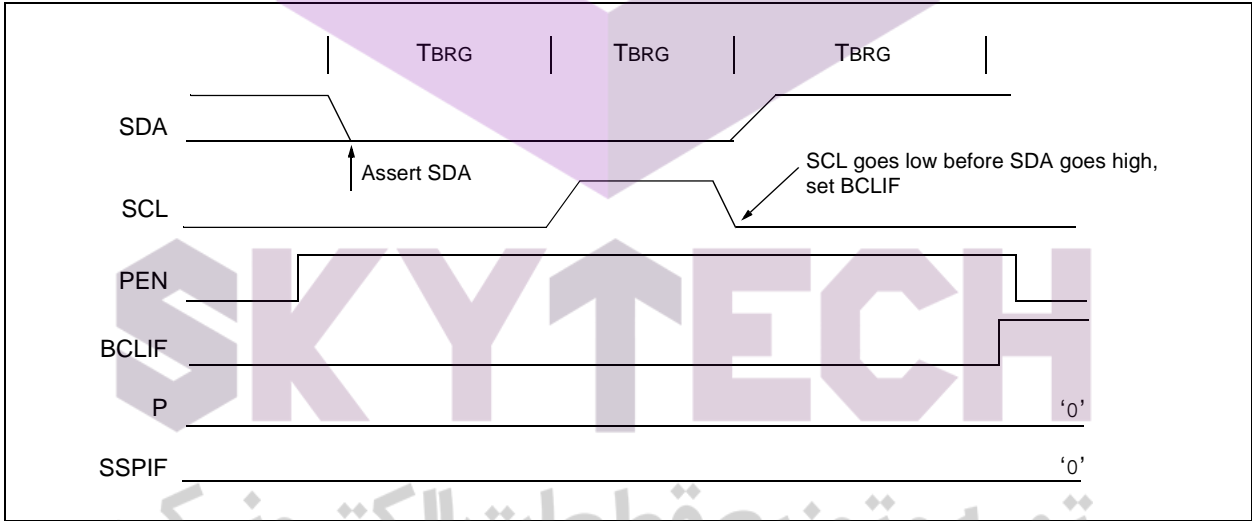 TBRG TBRG TBRG
SDA
Assert SDA
SCL goes low before SDA goes high,
set BCLIF
SCL
PEN
SKYTECH
BCLIF
P '0'
SSPIF '0'